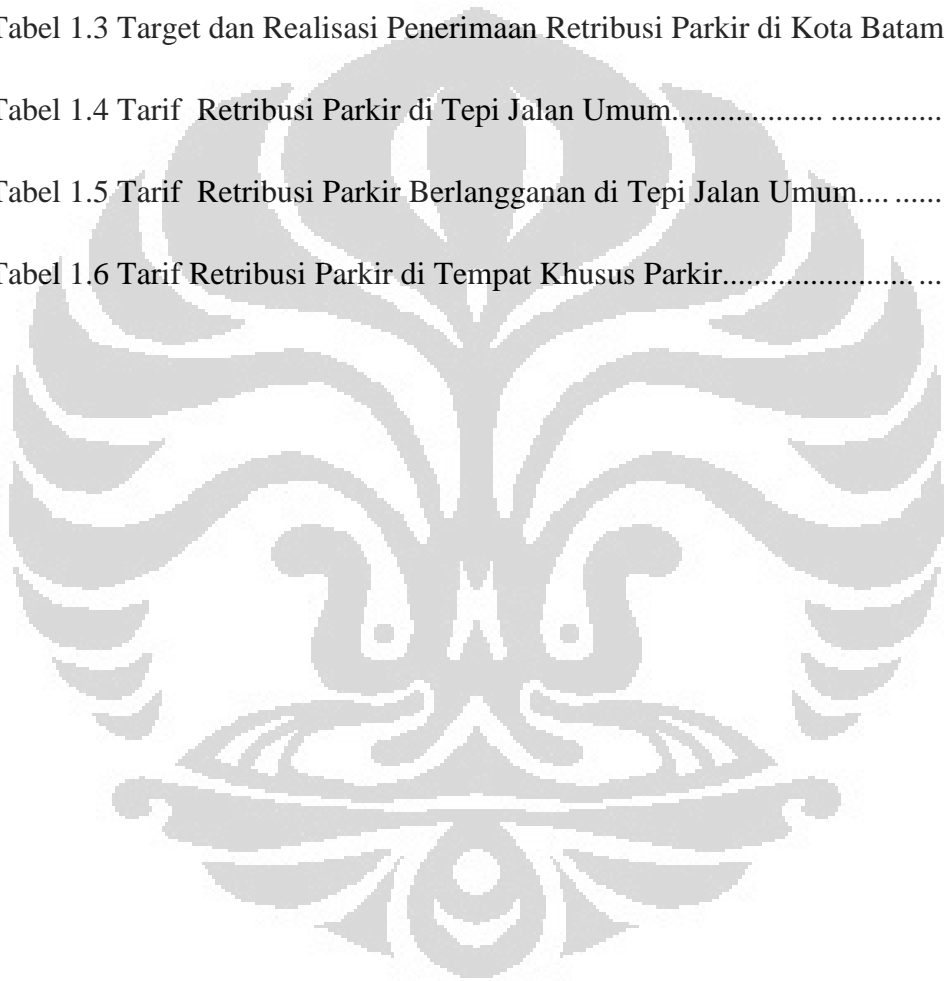 Tabel 1.3 Target dan Realisasi Penerimaan Retribusi Parkir di Kota Batam
Tabel 1.4 Tarif  Retribusi Parkir di Tepi Jalan Umum................... ..............
Tabel 1.5 Tarif  Retribusi Parkir Berlangganan di Tepi Jalan Umum.... ......
Tabel 1.6 Tarif Retribusi Parkir di Tempat Khusus Parkir........................ ...